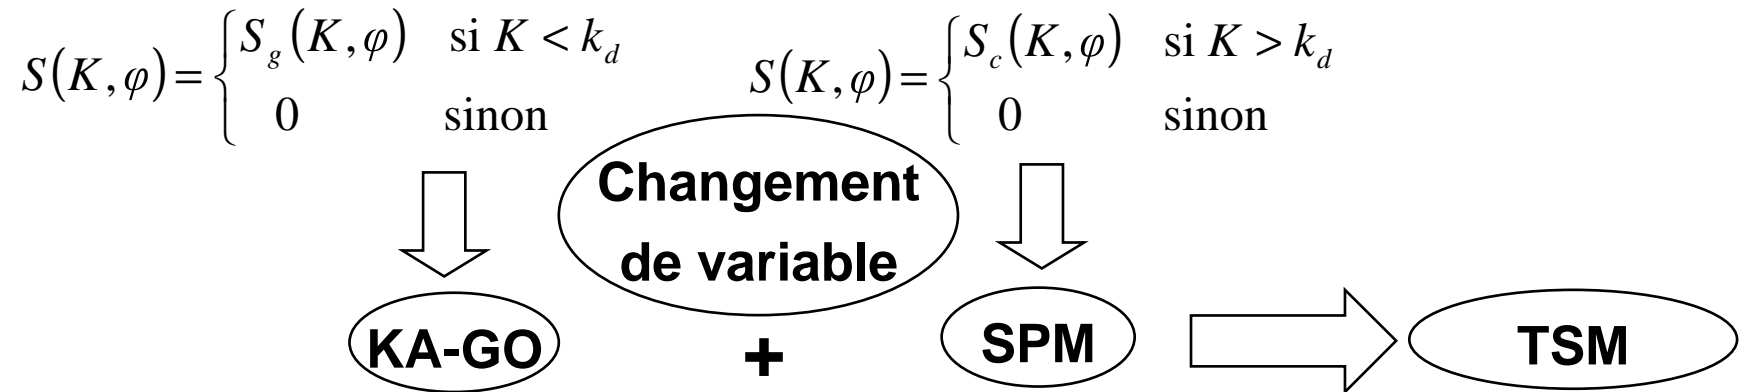 S(K,φ) = { S_g(K,φ) si K < k_d
0 sinon
S(K,φ) = { S_c(K,φ) si K > k_d
0 sinon
Changement
de variable
KA-GO
+
SPM
TSM